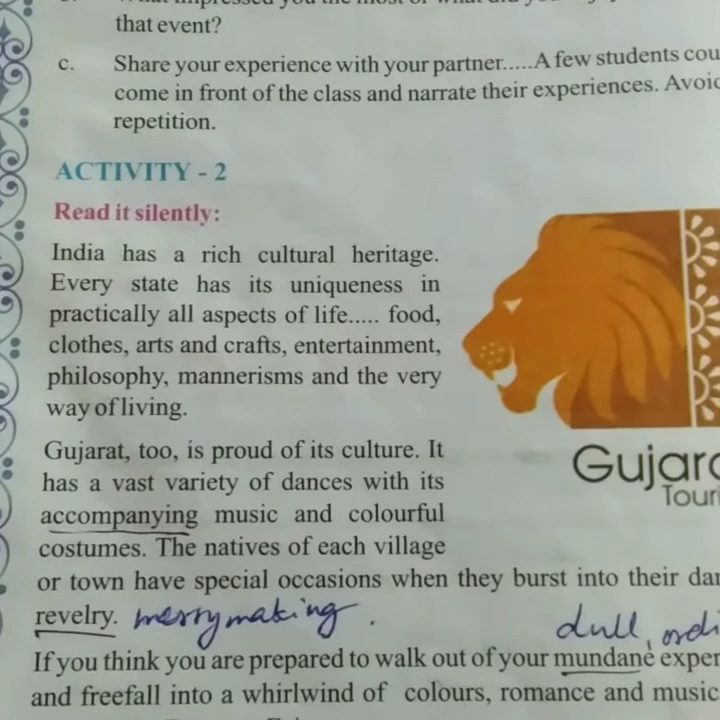 that event?
c. Share your experience with your partner.....A few students cou
come in front of the class and narrate their experiences. Avoid
repetition.
ACTIVITY - 2
Read it silently:
India has a rich cultural heritage.
Every state has its uniqueness in
practically all aspects of life..... food,
clothes, arts and crafts, entertainment,
philosophy, mannerisms and the very
way of living.
Gujarat, too, is proud of its culture. It
has a vast variety of dances with its
accompanying music and colourful
costumes. The natives of each village
or town have special occasions when they burst into their dan
revelry. merrymaking.
dull, ordi
If you think you are prepared to walk out of your mundane exper
and freefall into a whirlwind of colours, romance and music
Gujara
Touri